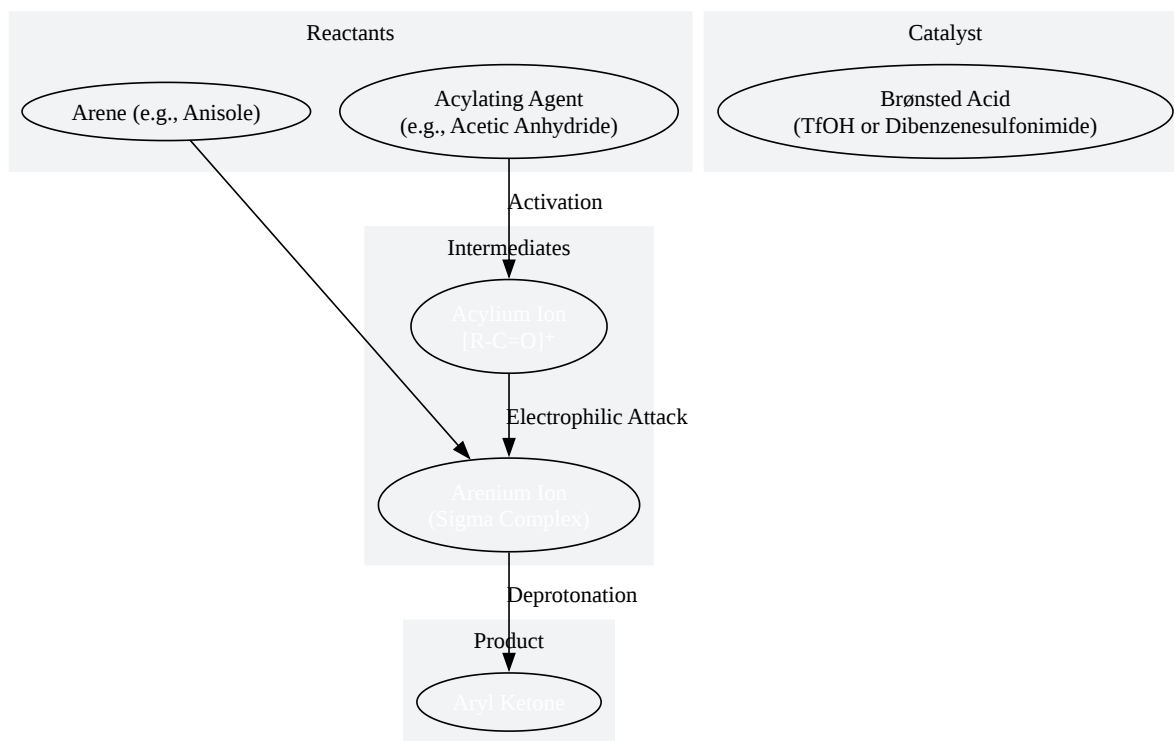 Reactants
Catalyst
Arene (e.g., Anisole)
Acylating Agent
(e.g., Acetic Anhydride)
Brønsted Acid
(TfOH or Dibenzenesulfonimide)
Activation
Intermediates
Acylium Ion
[R-C=O]⁺
Electrophilic Attack
Arenium Ion
(Sigma Complex)
Deprotonation
Product
Aryl Ketone